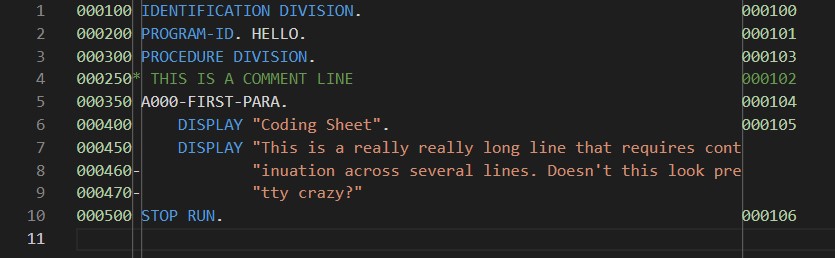 1 000100 IDENTIFICATION DIVISION. 000100
2 000200 PROGRAM-ID. HELLO. 000101
3 000300 PROCEDURE DIVISION. 000103
4 000250* THIS IS A COMMENT LINE 000102
5 000350 A000-FIRST-PARA. 000104
6 000400     DISPLAY "Coding Sheet". 000105
7 000450     DISPLAY "This is a really really long line that requires cont
8 000460-            "inuation across several lines. Doesn't this look pre
9 000470-            "tty crazy?"
10 000500 STOP RUN. 000106
11